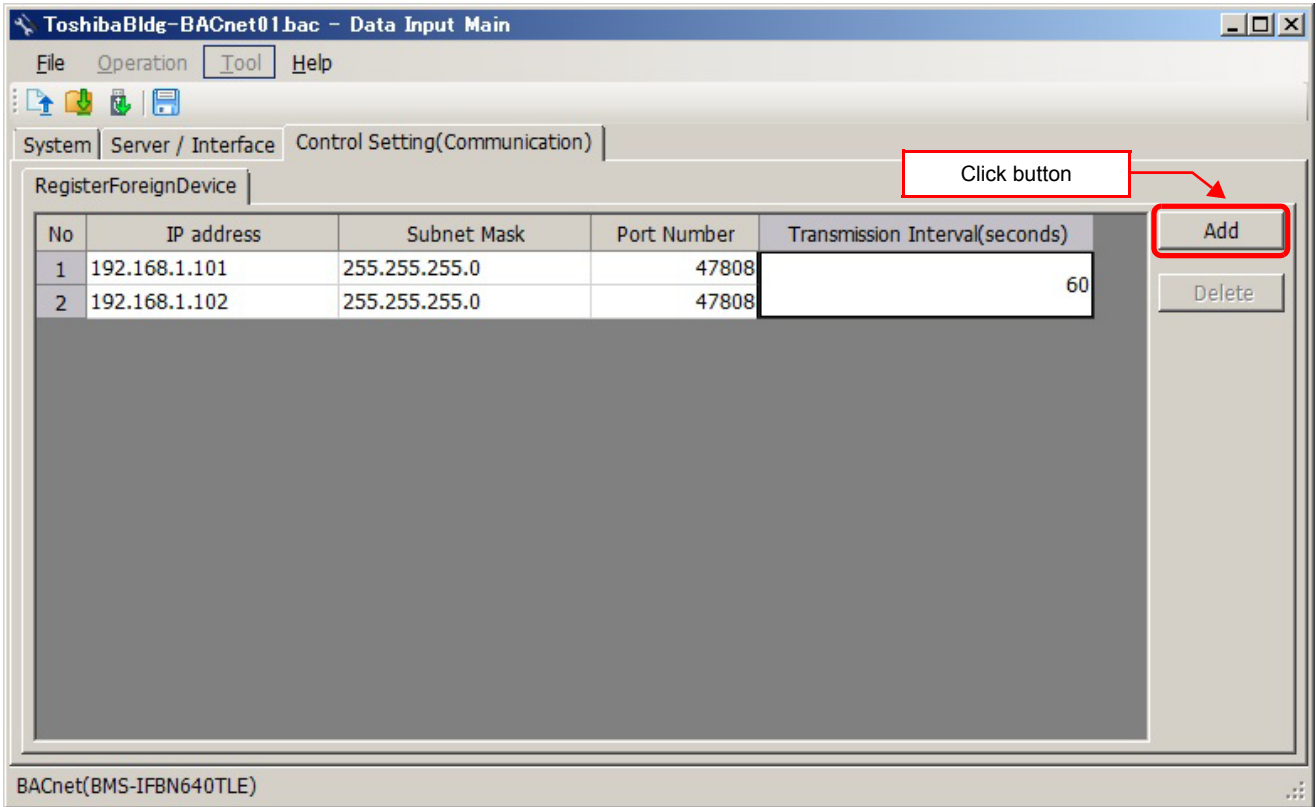 ToshibaBldg-BACnet01.bac - Data Input Main
File Operation Tool Help
System Server / Interface Control Setting(Communication)
RegisterForeignDevice
Click button
No IP address Subnet Mask Port Number Transmission Interval(seconds)
Add
1 192.168.1.101 255.255.255.0 47808
60
Delete
2 192.168.1.102 255.255.255.0 47808
BACnet(BMS-IFBN640TLE)